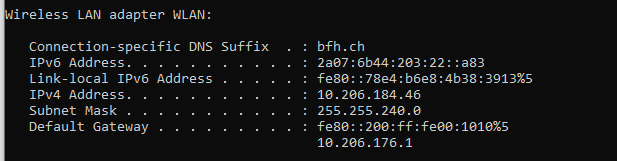 Wireless LAN adapter WLAN:
Connection-specific DNS Suffix  . : bfh.ch
IPv6 Address. . . . . . . . . . . : 2a07:6b44:203:22::a83
Link-local IPv6 Address . . . . . : fe80::78e4:b6e8:4b38:3913%5
IPv4 Address. . . . . . . . . . . : 10.206.184.46
Subnet Mask . . . . . . . . . . . : 255.255.240.0
Default Gateway . . . . . . . . . : fe80::200:ff:fe00:1010%5
10.206.176.1